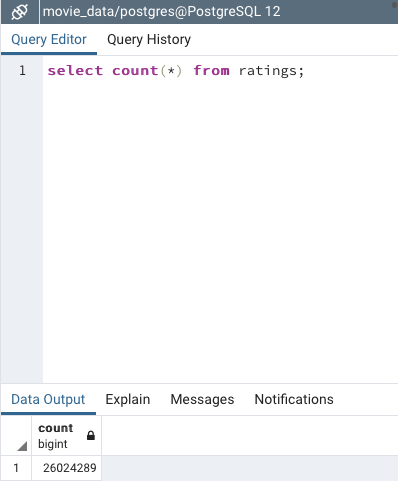 movie_data/postgres@PostgreSQL 12
Query Editor Query History
1 select count(*) from ratings;
Data Output Explain Messages Notifications
count
bigint
1 26024289